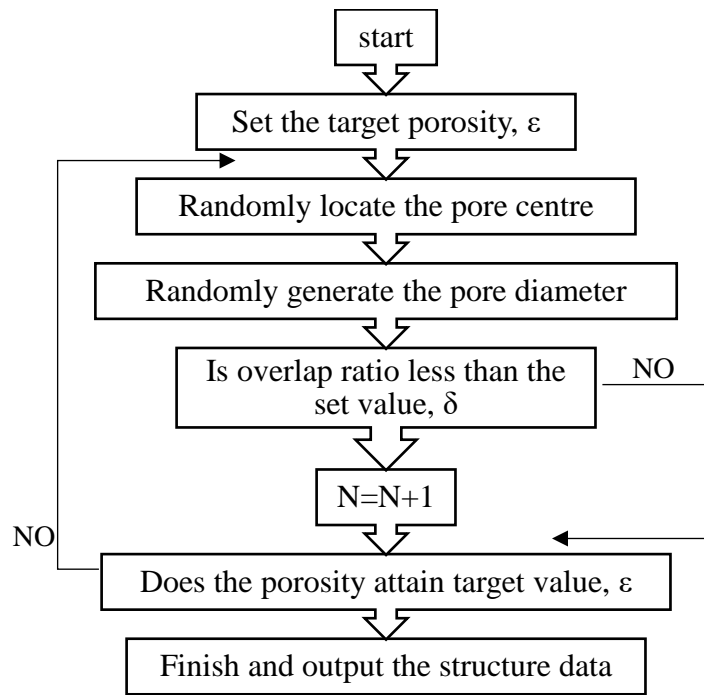 start
Set the target porosity, ε
Randomly locate the pore centre
Randomly generate the pore diameter
Is overlap ratio less than the
set value, δ
NO
N=N+1
NO
Does the porosity attain target value, ε
Finish and output the structure data